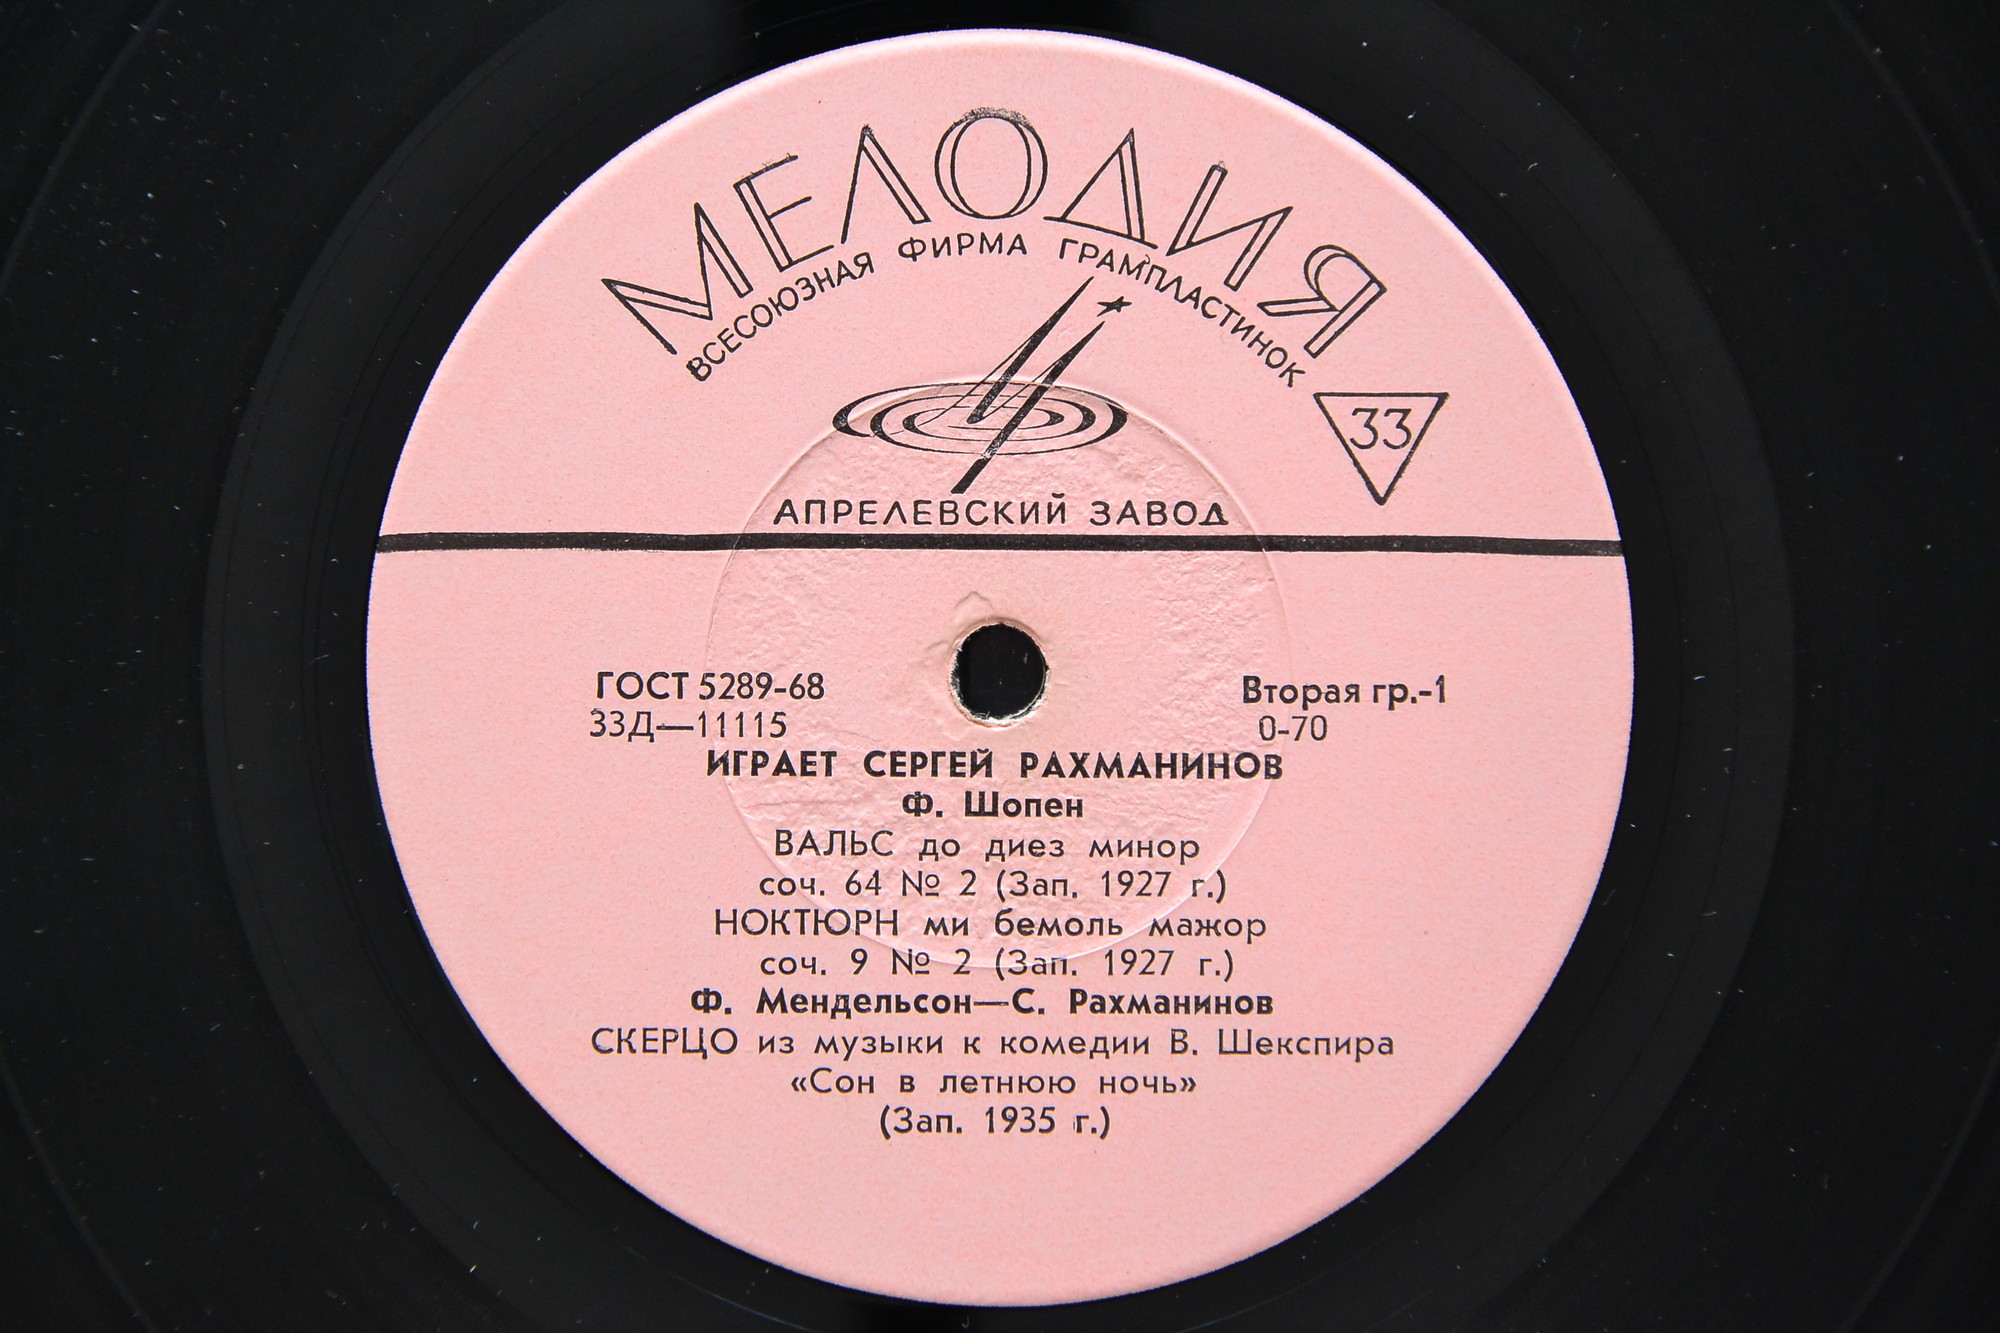 МЕЛОДИЯ
ВСЕСОЮЗНАЯ ФИРМА ГРАМПЛАСТИНОК
33
АПРЕЛЕВСКИЙ ЗАВОД
ГОСТ 5289-68
Вторая гр.-1
33Д—11115
0-70
ИГРАЕТ СЕРГЕЙ РАХМАНИНОВ
Ф. Шопен
ВАЛЬС до диез минор
соч. 64 № 2 (Зап. 1927 г.)
НОКТЮРН ми бемоль мажор
соч. 9 № 2 (Зап. 1927 г.)
Ф. Мендельсон—С. Рахманинов
СКЕРЦО из музыки к комедии В. Шекспира
«Сон в летнюю ночь»
(Зап. 1935 г.)